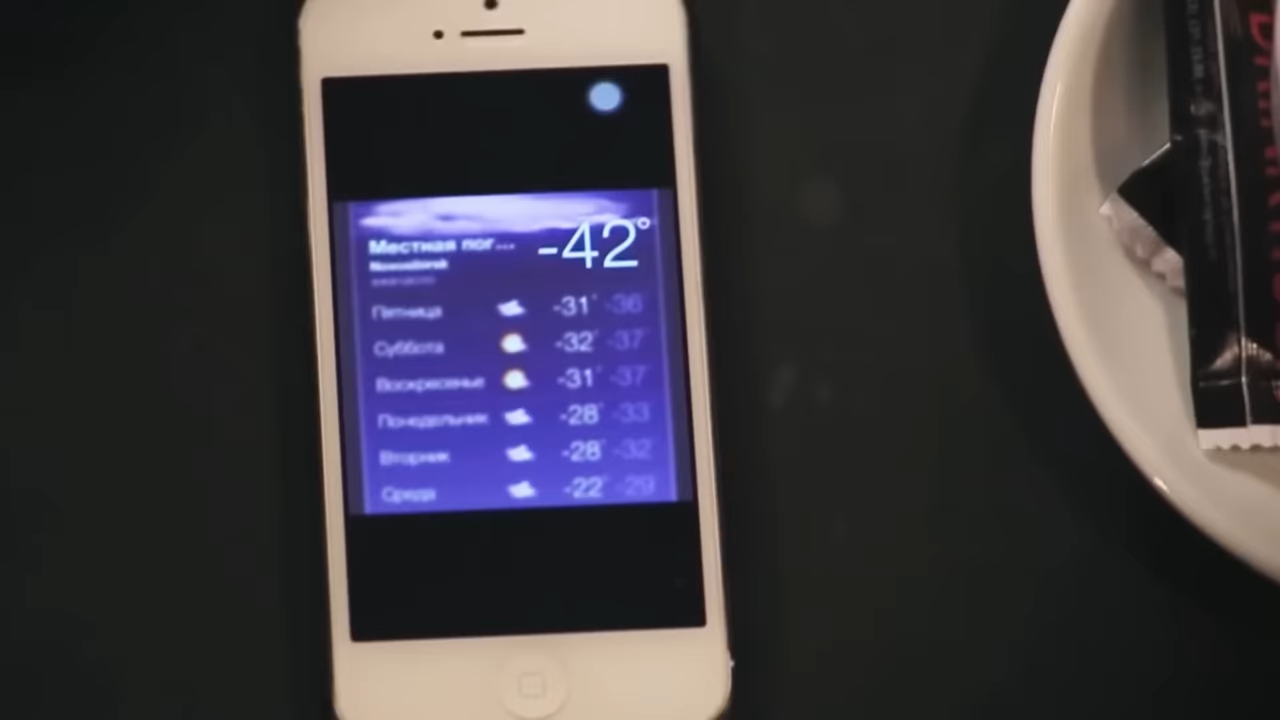 Местная пог... -42°
Novosibirsk
Пятница -31° -36°
Суббота -32° -37°
Воскресенье -31° -37°
Понедельник -28° -33
Вторник -28° -32°
Среда -22° -29